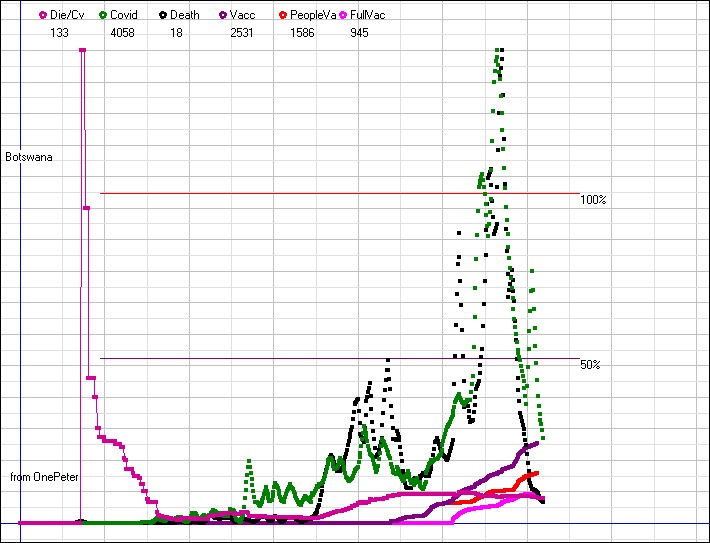 Die/Cv Covid Death Vacc PeopleVa FullVac
133 4058 18 2531 1586 945
Botswana
100%
50%
from OnePeter